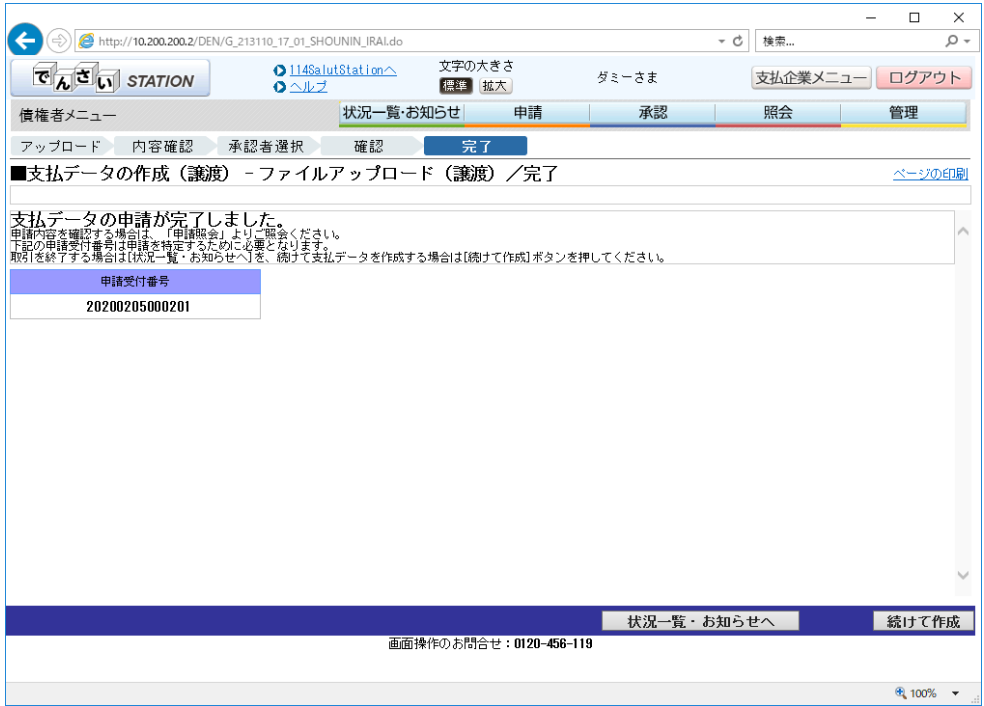 http://10.200.200.2/DEN/G_213110_17_01_SHOUNIN_IRAI.do
検索...
でんさい STATION
114SalutStationへ
ヘルプ
文字の大きさ
標準 拡大
ダミーさま
支払企業メニュー
ログアウト
債権者メニュー
状況一覧・お知らせ 申請 承認 照会 管理
アップロード 内容確認 承認者選択 確認 完了
■支払データの作成（譲渡） －ファイルアップロード（譲渡）／完了
ページの印刷
支払データの申請が完了しました。
申請内容を確認する場合は、「申請照会」よりご照会ください。
下記の申請受付番号は申請を特定するために必要となります。
取引を終了する場合は[状況一覧・お知らせへ]を、続けて支払データを作成する場合は[続けて作成]ボタンを押してください。
申請受付番号
20200205000201
状況一覧・お知らせへ
続けて作成
画面操作のお問合せ：0120-456-119
100%